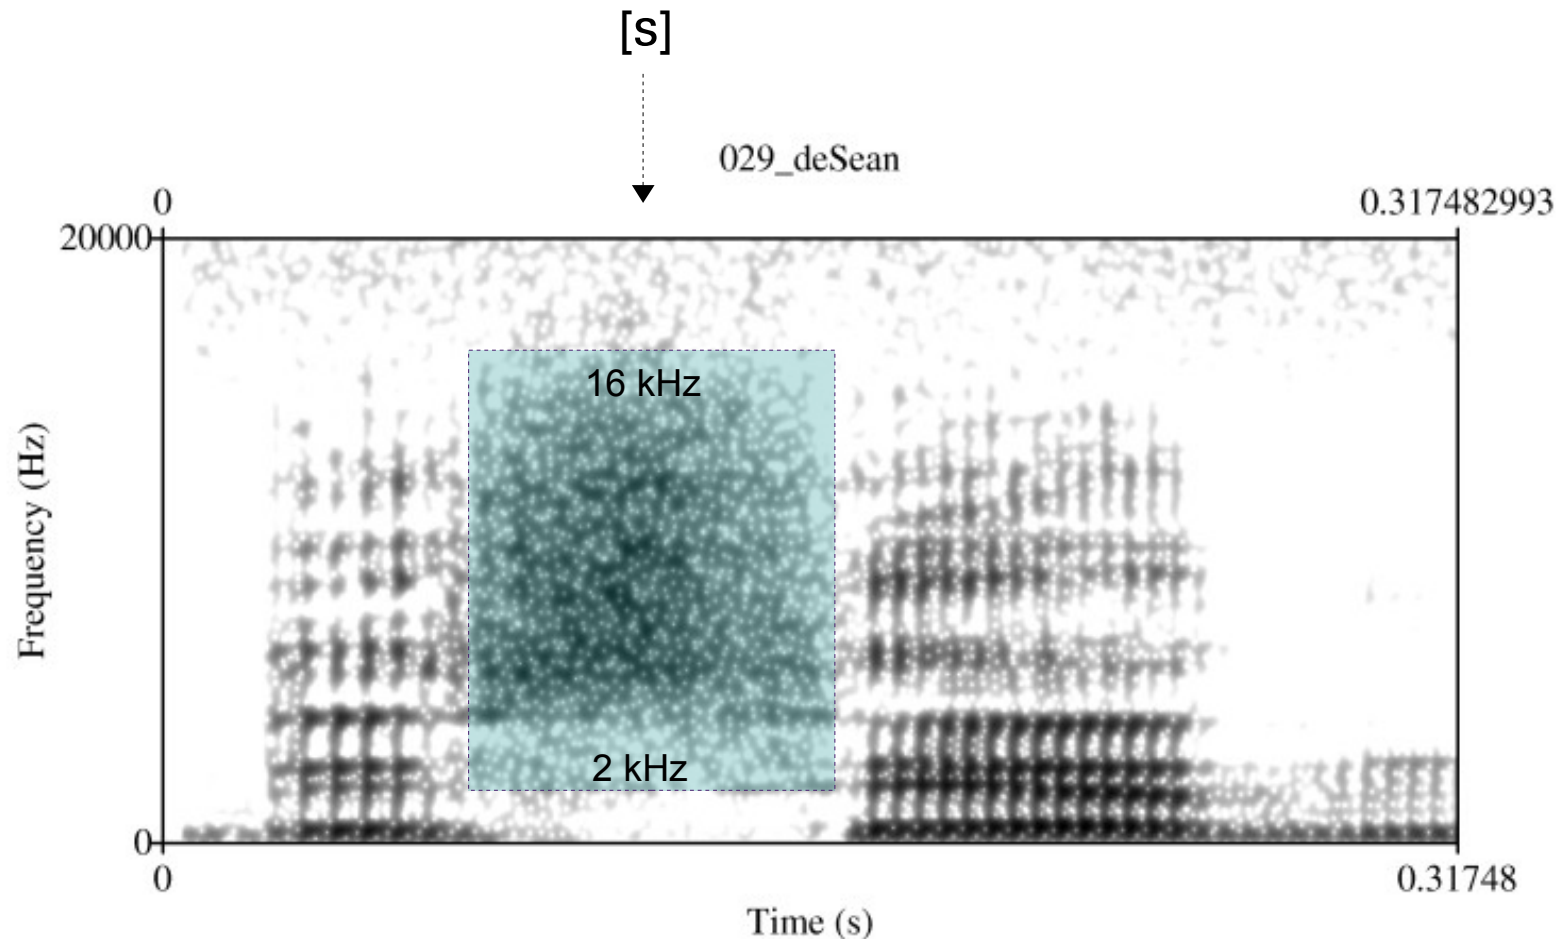 [s]
029_deSean
0 0.317482993
20000
16 kHz
Frequency (Hz)
2 kHz
0
0 0.31748
Time (s)